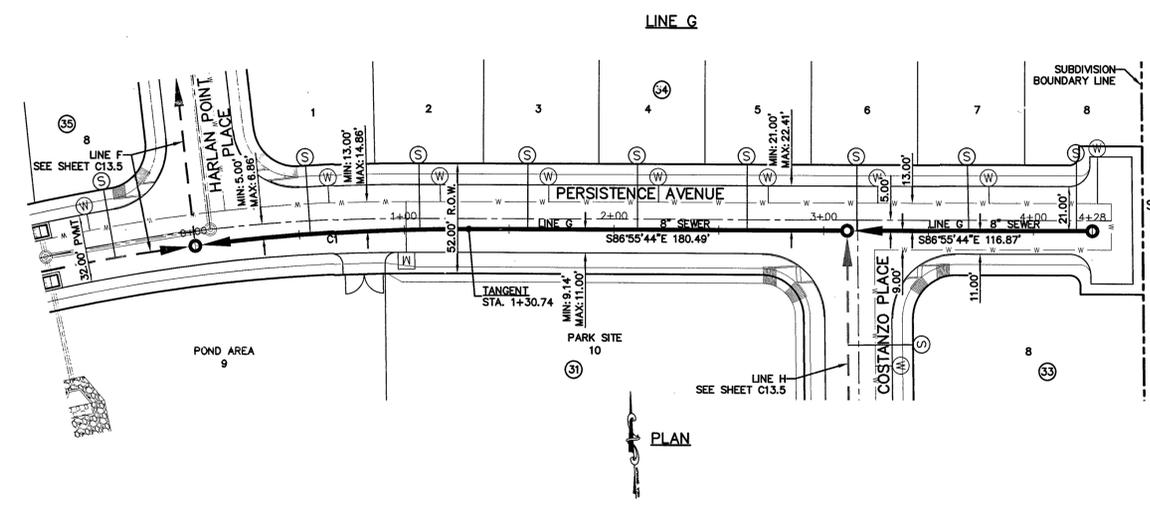 LINE G
SUBDIVISION
BOUNDARY LINE
35
8
LINE F
SEE SHEET C13.5
HARLAN POINT
PLACE
MIN: 5.00'
MAX: 6.86'
1
2
3
34
4
5
6
7
8
MIN: 13.00'
MAX: 14.86'
MIN: 21.00'
MAX: 22.41'
13.00'
5.00'
21.00'
S
S
S
S
S
S
S
S
S
W
W
W
W
W
W
W
W
W
PERSISTENCE AVENUE
32.00' PVMT
0+00
1+00
2+00
3+00
4+00
4+28
C1
52.00' R.O.W.
LINE G
8" SEWER
S86°55'44"E 180.49'
LINE G
8" SEWER
S86°55'44"E 116.87'
M
TANGENT
STA. 1+30.74
MIN: 9.14'
MAX: 11.00'
9.00'
11.00'
COSTANZO PLACE
S
W
POND AREA
9
PARK SITE
10
31
LINE H
SEE SHEET C13.5
8
33
PLAN